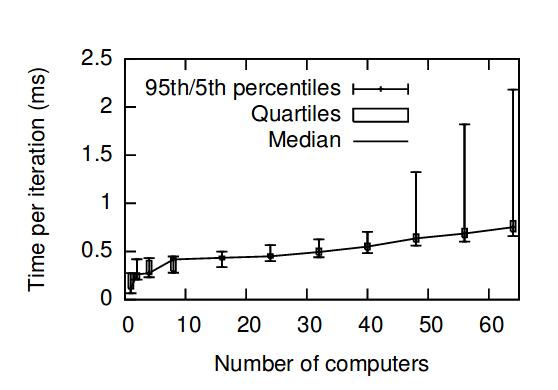 2.5
2
1.5
1
0.5
0
95th/5th percentiles
Quartiles
Median
Time per iteration (ms)
0 10 20 30 40 50 60
Number of computers